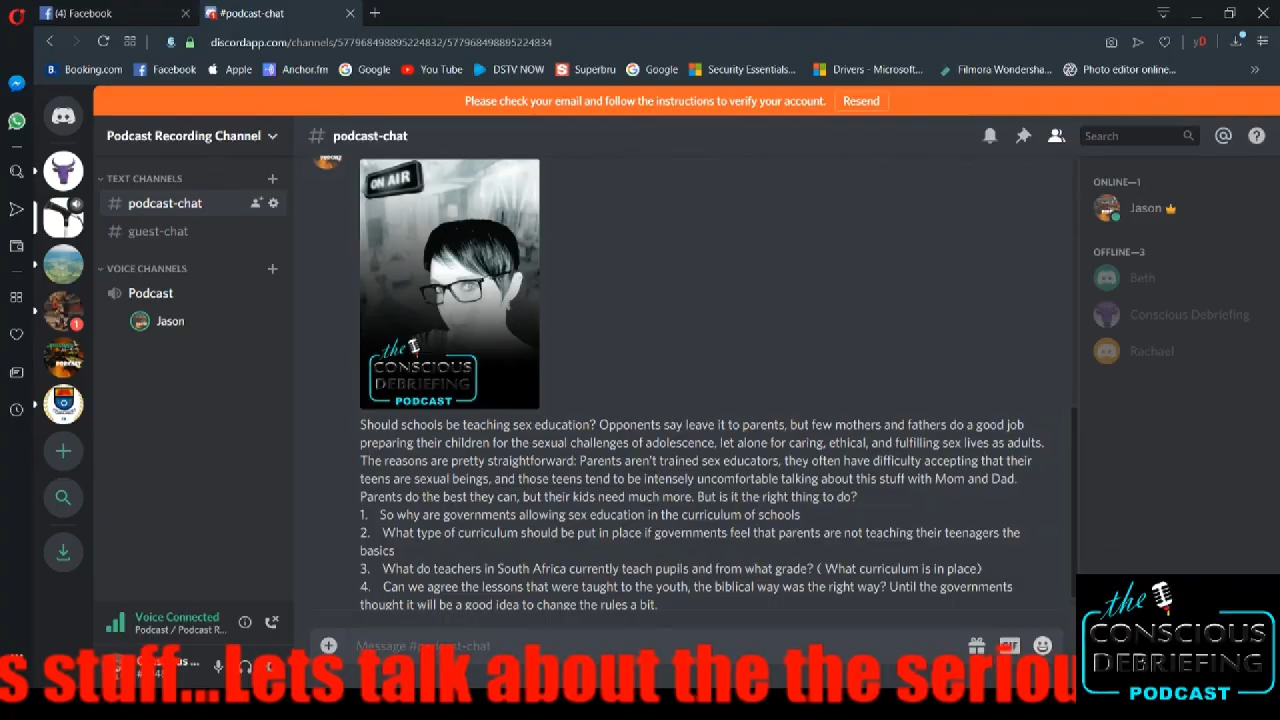 (4) Facebook
#podcast-chat
discordapp.com/channels/577968498895224832/577968498895224834
Booking.com
Facebook
Apple
Anchor.fm
Google
You Tube
DSTV NOW
Superbru
Google
Security Essentials...
Drivers - Microsoft...
Filmora Wondersha...
Photo editor online...
Please check your email and follow the instructions to verify your account.
Resend
Podcast Recording Channel
# podcast-chat
Search
TEXT CHANNELS
# podcast-chat
# guest-chat
VOICE CHANNELS
Podcast
Jason
1
ONLINE—1
Jason
OFFLINE—3
Beth
Conscious Debriefing
Rachael
ON AIR
the
CONSCIOUS
DEBRIEFING
PODCAST
Should schools be teaching sex education? Opponents say leave it to parents, but few mothers and fathers do a good job
preparing their children for the sexual challenges of adolescence, let alone for caring, ethical, and fulfilling sex lives as adults.
The reasons are pretty straightforward: Parents aren't trained sex educators, they often have difficulty accepting that their
teens are sexual beings, and those teens tend to be intensely uncomfortable talking about this stuff with Mom and Dad.
Parents do the best they can, but their kids need much more. But is it the right thing to do?
1. So why are governments allowing sex education in the curriculum of schools
2. What type of curriculum should be put in place if governments feel that parents are not teaching their teenagers the
basics
3. What do teachers in South Africa currently teach pupils and from what grade? ( What curriculum is in place)
4. Can we agree the lessons that were taught to the youth, the biblical way was the right way? Until the governments
thought it will be a good idea to change the rules a bit.
Voice Connected
Podcast / Podcast R...
Message #podcast-chat
GIF
s stuff...Lets talk about the the seriou
the
CONSCIOUS
DEBRIEFING
PODCAST